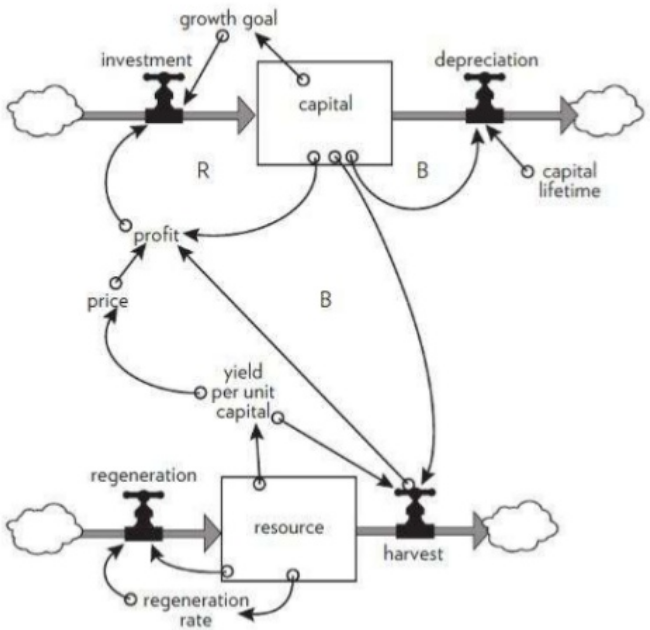 growth goal
investment
depreciation
capital
R
B
capital
lifetime
profit
price
B
yield
per unit
capital
regeneration
resource
harvest
regeneration
rate